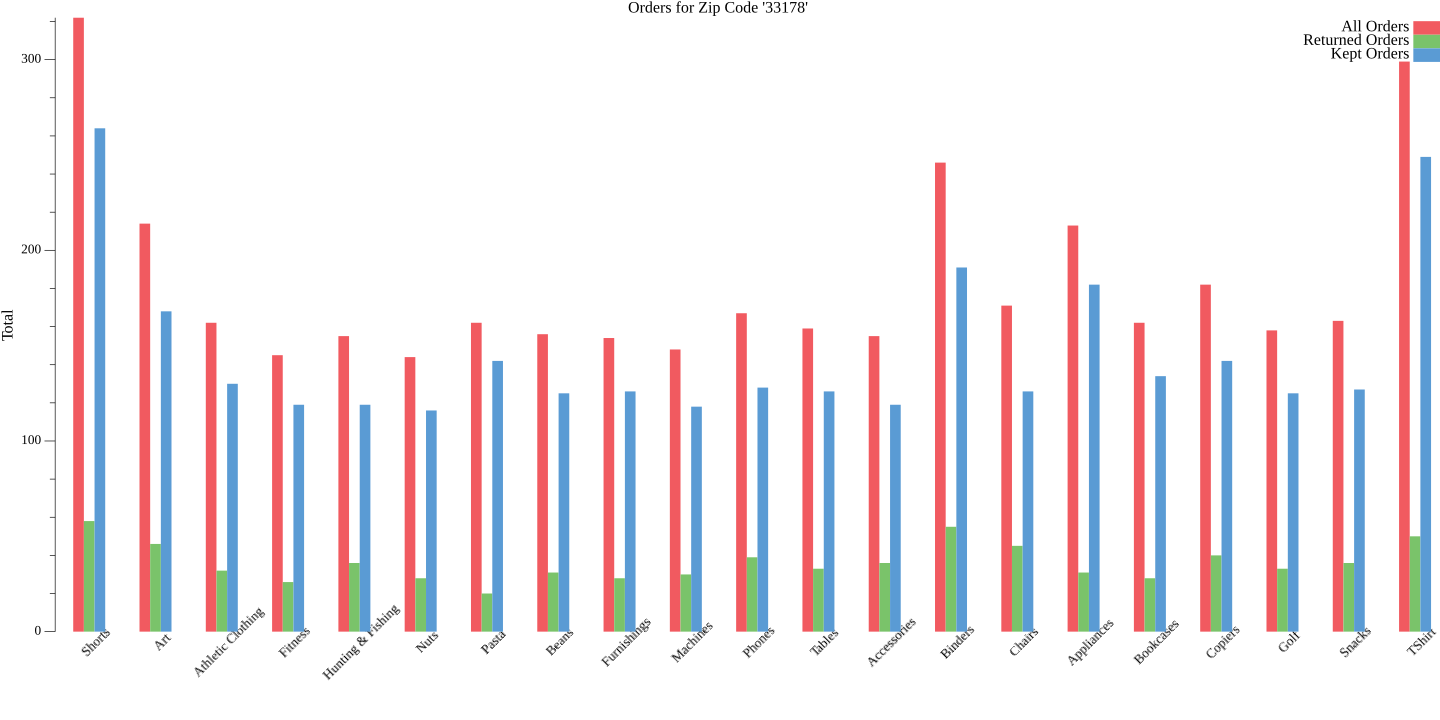 Orders for Zip Code '33178'
All Orders
Returned Orders
Kept Orders
Total
300
200
100
0
Shorts
Art
Athletic Clothing
Fitness
Hunting & Fishing
Nuts
Pasta
Beans
Furnishings
Machines
Phones
Tables
Accessories
Binders
Chairs
Appliances
Bookcases
Copiers
Golf
Snacks
TShirt